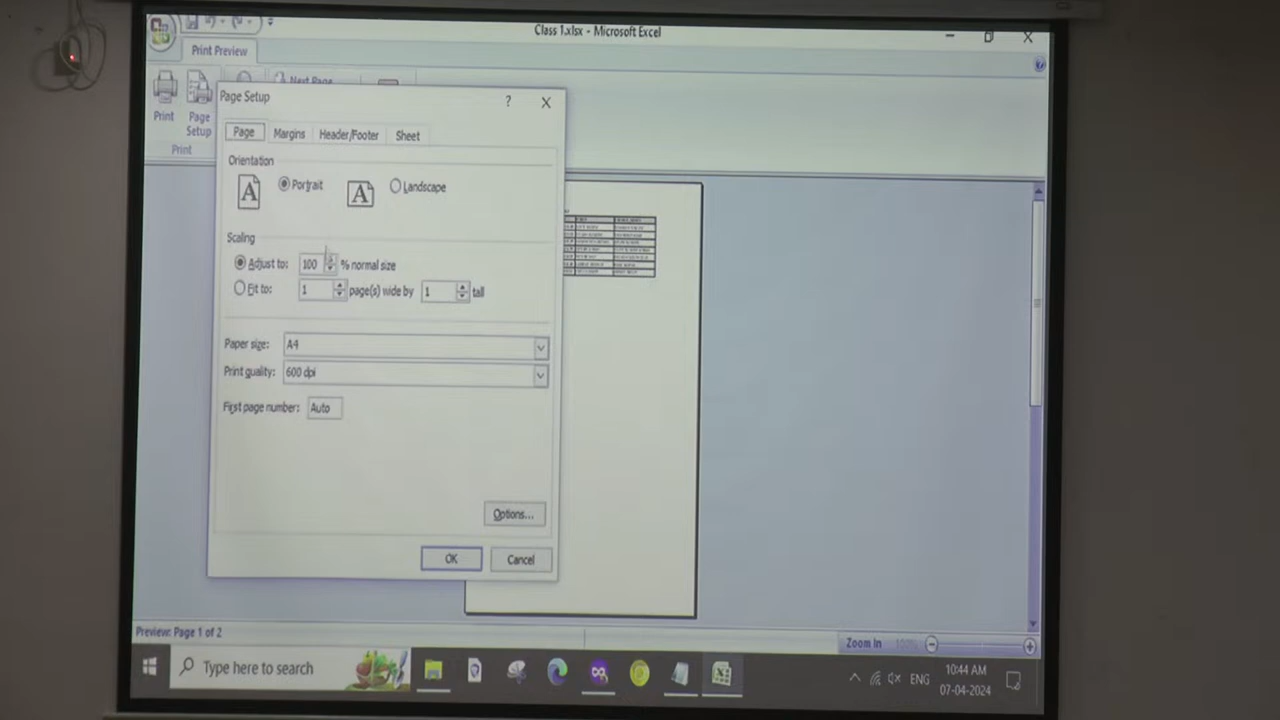 Class 1.xlsx - Microsoft Excel
Print Preview
Print
Page Setup
Next Page
Print
Page Setup
?
Page
Margins
Header/Footer
Sheet
Orientation
A
Portrait
A
Landscape
Scaling
Adjust to: 100 % normal size
Fit to: 1 page(s) wide by 1 tall
Paper size: A4
Print quality: 600 dpi
First page number: Auto
Options...
OK
Cancel
Preview: Page 1 of 2
Zoom In 100%
Type here to search
ENG
10:44 AM
07-04-2024